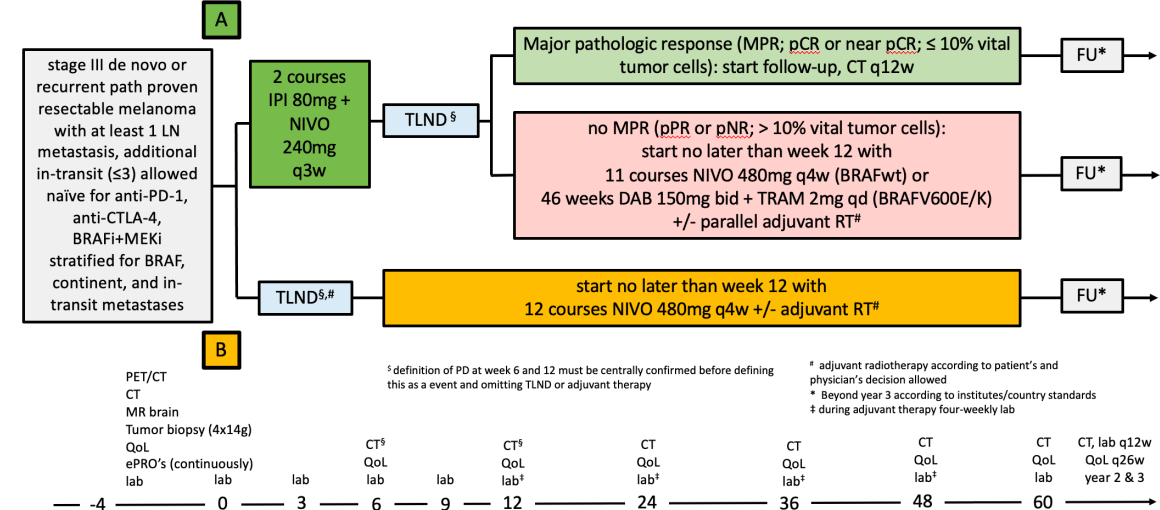 A
stage III de novo or
recurrent path proven
resectable melanoma
with at least 1 LN
metastasis, additional
in-transit (≤3) allowed
naïve for anti-PD-1,
anti-CTLA-4,
BRAFi+MEKi
stratified for BRAF,
continent, and in-
transit metastases
2 courses
IPI 80mg +
NIVO
240mg
q3w
TLND §
Major pathologic response (MPR; pCR or near pCR; ≤ 10% vital
tumor cells): start follow-up, CT q12w
FU*
no MPR (pPR or pNR; > 10% vital tumor cells):
start no later than week 12 with
11 courses NIVO 480mg q4w (BRAFwt) or
46 weeks DAB 150mg bid + TRAM 2mg qd (BRAFV600E/K)
+/- parallel adjuvant RT#
FU*
TLND§,#
start no later than week 12 with
12 courses NIVO 480mg q4w +/- adjuvant RT#
FU*
B
§ definition of PD at week 6 and 12 must be centrally confirmed before defining
this as a event and omitting TLND or adjuvant therapy
# adjuvant radiotherapy according to patient's and
physician's decision allowed
* Beyond year 3 according to institutes/country standards
‡ during adjuvant therapy four-weekly lab
PET/CT
CT
MR brain
Tumor biopsy (4x14g)
QoL
ePRO's (continuously)
lab
lab
lab
CT§
QoL
lab
lab
CT§
QoL
lab‡
CT
QoL
lab‡
CT
QoL
lab‡
CT
QoL
lab‡
CT
QoL
lab
CT, lab q12w
QoL q26w
year 2 & 3
-4 0 3 6 9 12 24 36 48 60